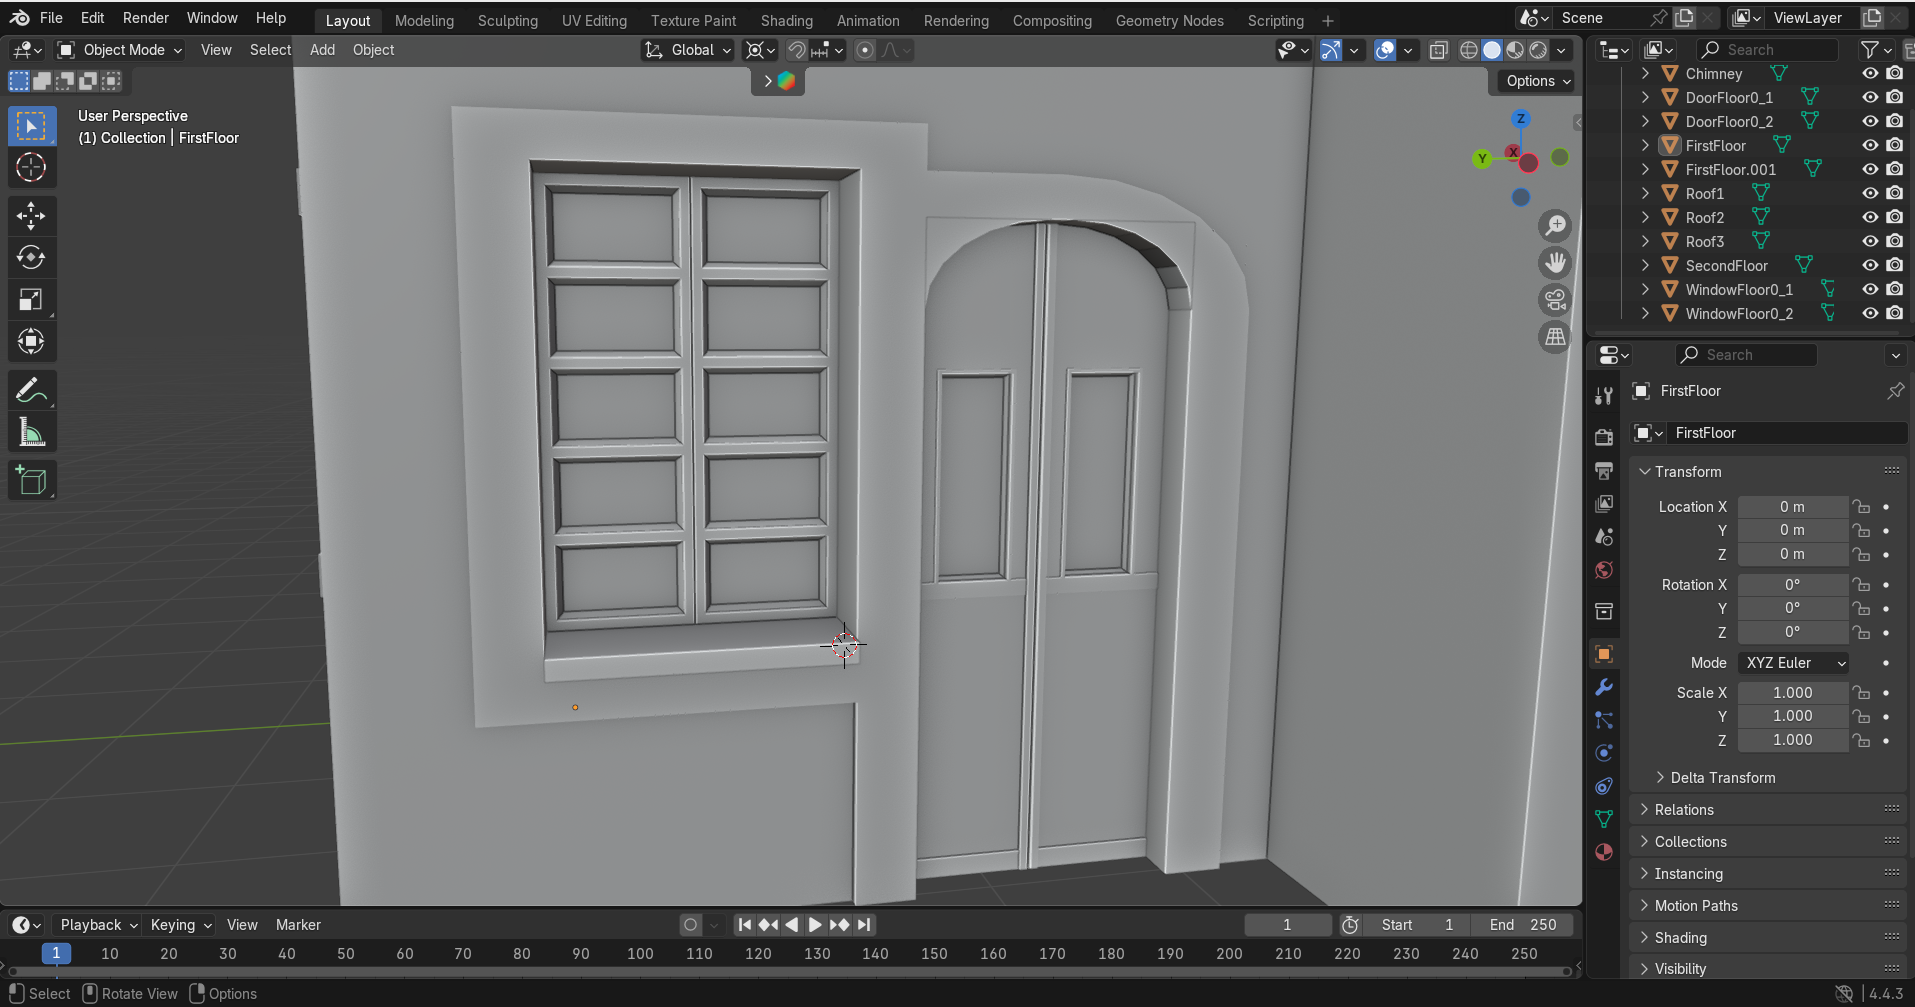 File Edit Render Window Help Layout Modeling Sculpting UV Editing Texture Paint Shading Animation Rendering Compositing Geometry Nodes Scripting + Scene ViewLayer
Object Mode View Select Add Object Global Search
Options
User Perspective
(1) Collection | FirstFloor
Z
Y
X
Chimney
DoorFloor0_1
DoorFloor0_2
FirstFloor
FirstFloor.001
Roof1
Roof2
Roof3
SecondFloor
WindowFloor0_1
WindowFloor0_2
Search
FirstFloor
FirstFloor
Transform
Location X 0 m
Y 0 m
Z 0 m
Rotation X 0°
Y 0°
Z 0°
Mode XYZ Euler
Scale X 1.000
Y 1.000
Z 1.000
Delta Transform
Relations
Collections
Instancing
Motion Paths
Shading
Visibility
Playback Keying View Marker 1 Start 1 End 250
1 10 20 30 40 50 60 70 80 90 100 110 120 130 140 150 160 170 180 190 200 210 220 230 240 250
Select Rotate View Options 4.4.3